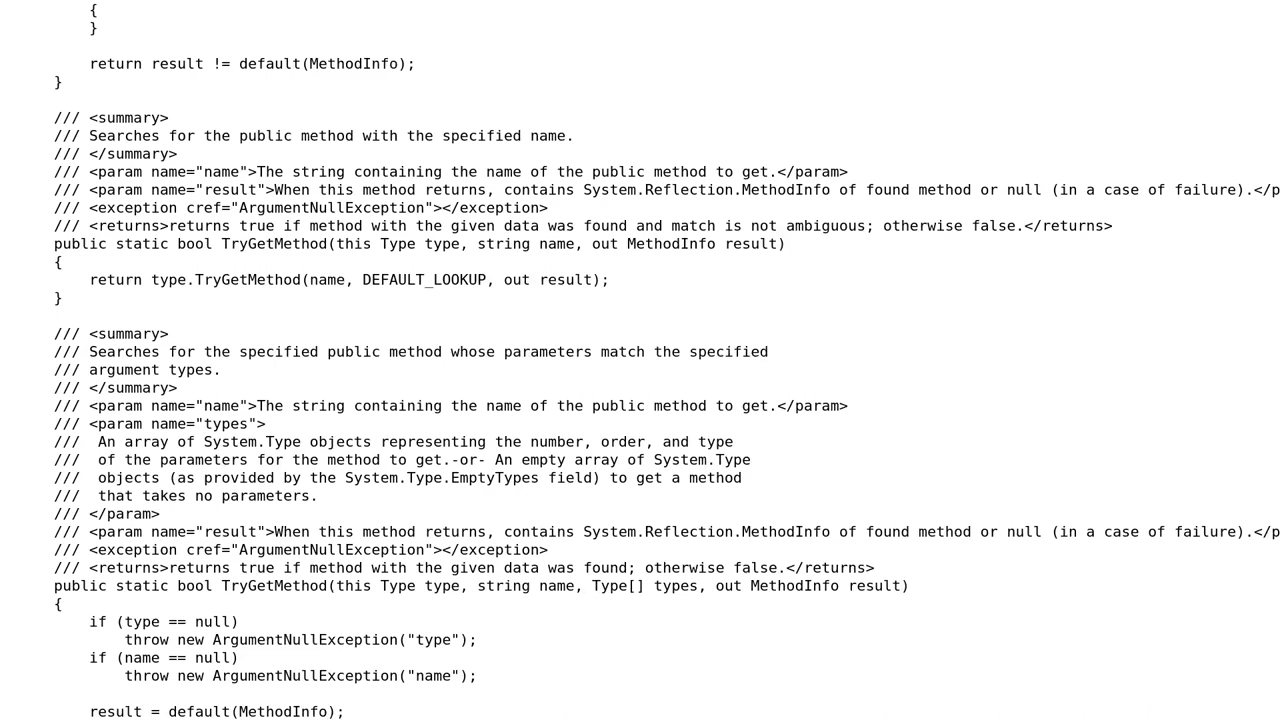 {
}
return result != default(MethodInfo);
}
/// <summary>
/// Searches for the public method with the specified name.
/// </summary>
/// <param name="name">The string containing the name of the public method to get.</param>
/// <param name="result">When this method returns, contains System.Reflection.MethodInfo of found method or null (in a case of failure).</p
/// <exception cref="ArgumentNullException"></exception>
/// <returns>returns true if method with the given data was found and match is not ambiguous; otherwise false.</returns>
public static bool TryGetMethod(this Type type, string name, out MethodInfo result)
{
return type.TryGetMethod(name, DEFAULT_LOOKUP, out result);
}
/// <summary>
/// Searches for the specified public method whose parameters match the specified
/// argument types.
/// </summary>
/// <param name="name">The string containing the name of the public method to get.</param>
/// <param name="types">
///  An array of System.Type objects representing the number, order, and type
///  of the parameters for the method to get.-or- An empty array of System.Type
///  objects (as provided by the System.Type.EmptyTypes field) to get a method
///  that takes no parameters.
/// </param>
/// <param name="result">When this method returns, contains System.Reflection.MethodInfo of found method or null (in a case of failure).</p
/// <exception cref="ArgumentNullException"></exception>
/// <returns>returns true if method with the given data was found; otherwise false.</returns>
public static bool TryGetMethod(this Type type, string name, Type[] types, out MethodInfo result)
{
if (type == null)
throw new ArgumentNullException("type");
if (name == null)
throw new ArgumentNullException("name");
result = default(MethodInfo);